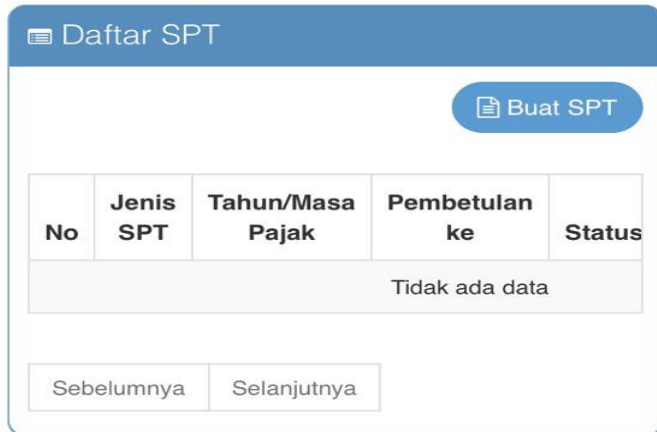 Daftar SPT
Buat SPT
No Jenis SPT Tahun/Masa Pajak Pembetulan ke Status
Tidak ada data
Sebelumnya Selanjutnya